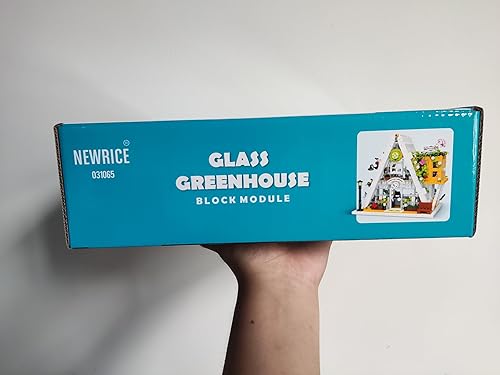 NEWRICE®
031065
GLASS
GREENHOUSE
BLOCK MODULE